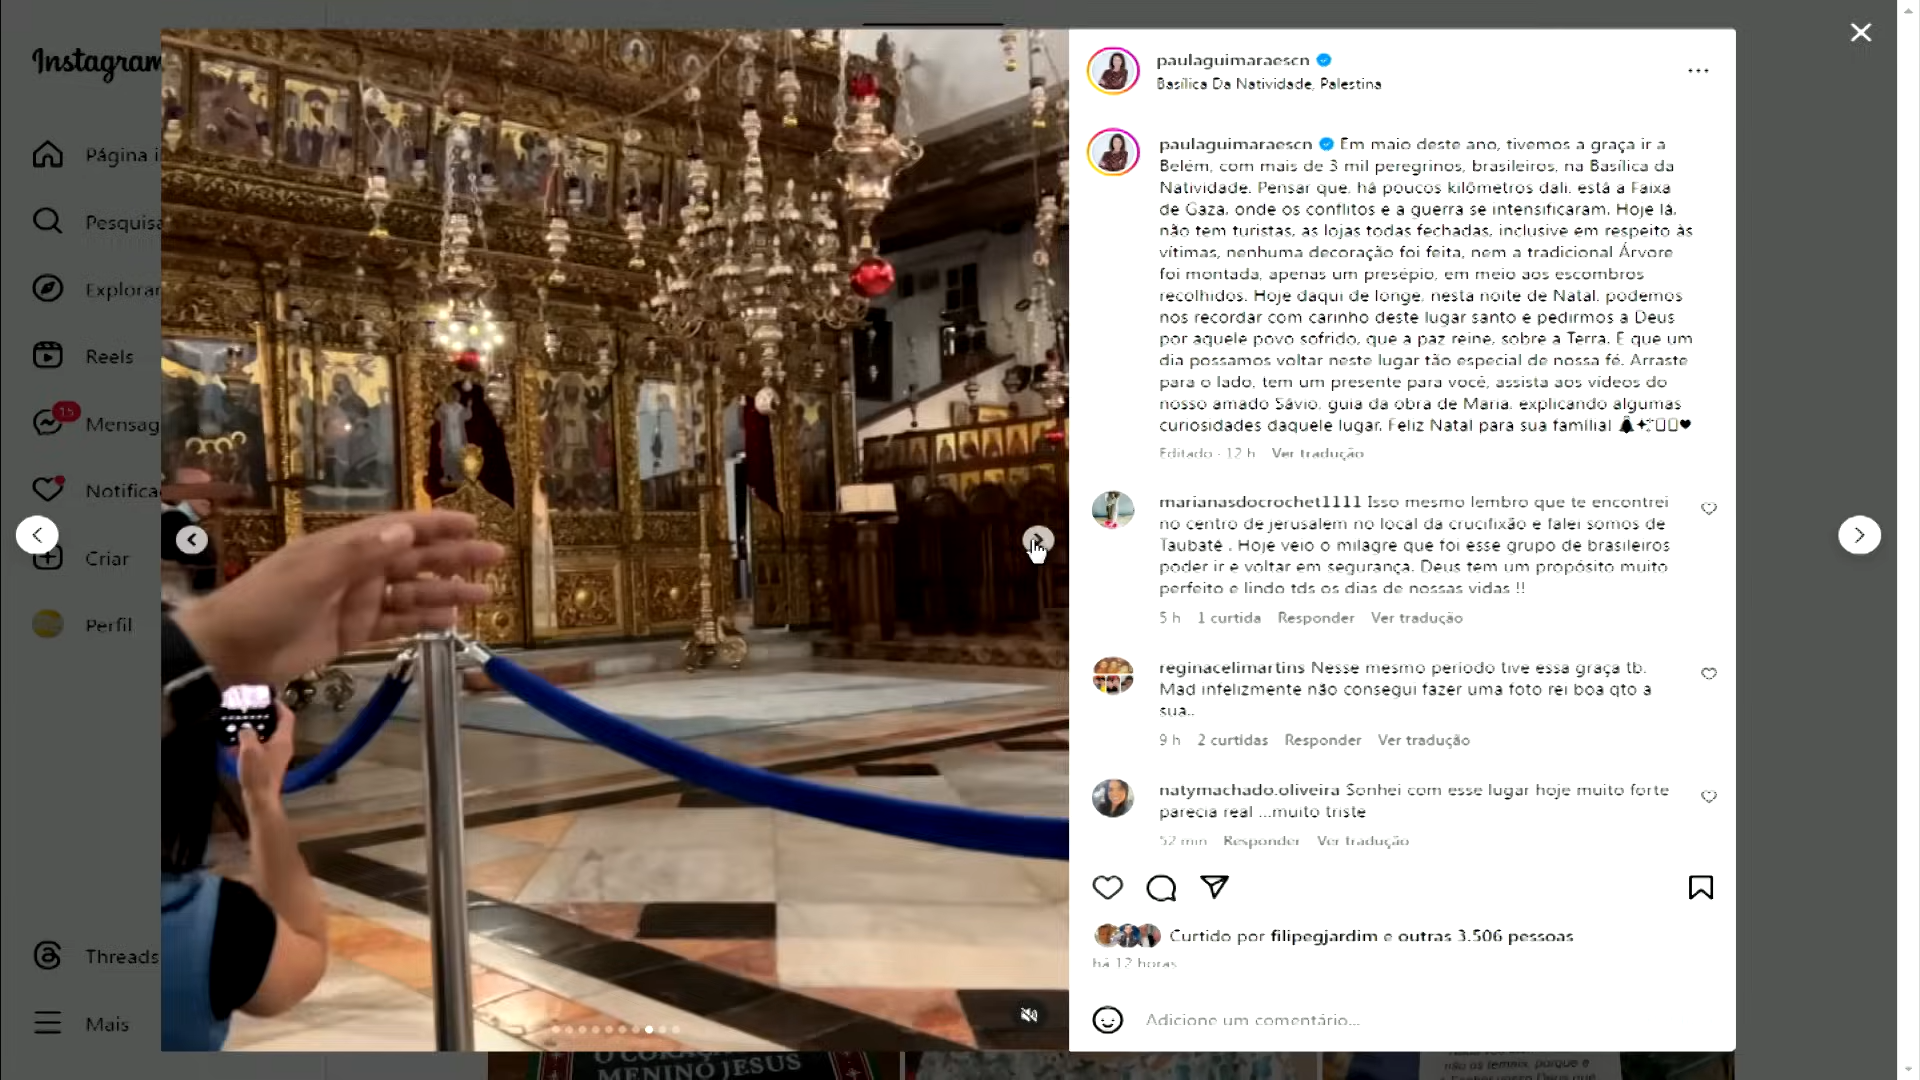 Instagram
Página i
Pesquisa
Explorar
Reels
15
Mensag
Notifica
Criar
Perfil
Threads
Mais
paulaguimaraescn
Basílica Da Natividade, Palestina
paulaguimaraescn Em maio deste ano, tivemos a graça ir a
Belém, com mais de 3 mil peregrinos, brasileiros, na Basílica da
Natividade. Pensar que, há poucos kilômetros dali, está a Faixa
de Gaza, onde os conflitos e a guerra se intensificaram. Hoje lá,
não tem turistas, as lojas todas fechadas, inclusive em respeito às
vítimas, nenhuma decoração foi feita, nem a tradicional Árvore
foi montada, apenas um presépio, em meio aos escombros
recolhidos. Hoje daqui de longe, nesta noite de Natal, podemos
nos recordar com carinho deste lugar santo e pedirmos a Deus
por aquele povo sofrido, que a paz reine, sobre a Terra. E que um
dia possamos voltar neste lugar tão especial de nossa fé. Arraste
para o lado, tem um presente para você, assista aos vídeos do
nosso amado Sávio, guia da obra de Maria, explicando algumas
curiosidades daquele lugar. Feliz Natal para sua família! 🎄✨❤
Editado · 12 h Ver tradução
marianasdocrochet1111 Isso mesmo lembro que te encontrei
no centro de jerusalem no local da crucifixão e falei somos de
Taubaté . Hoje vejo o milagre que foi esse grupo de brasileiros
poder ir e voltar em segurança. Deus tem um propósito muito
perfeito e lindo tds os dias de nossas vidas !!
5 h 1 curtida Responder Ver tradução
reginacelimartins Nesse mesmo período tive essa graça tb.
Mad infelizmente não consegui fazer uma foto rei boa qto a
sua..
9 h 2 curtidas Responder Ver tradução
natymachado.oliveira Sonhei com esse lugar hoje muito forte
parecia real ...muito triste
52 min Responder Ver tradução
Curtido por filipegjardim e outras 3.506 pessoas
há 12 horas
Adicione um comentário...
MENINO JESUS